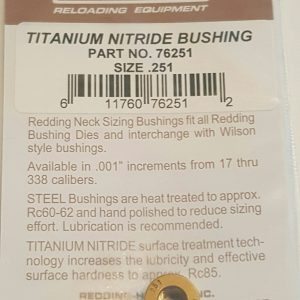 RELOADING EQUIPMENT
TITANIUM NITRIDE BUSHING
PART NO. 76251
SIZE .251
6 11760 76251 2
Redding Neck Sizing Bushings fit all Redding
Bushing Dies and interchange with Wilson
style bushings.
Available in .001" increments from 17 thru
338 calibers.
STEEL Bushings are heat treated to approx.
Rc60-62 and hand polished to reduce sizing
effort. Lubrication is recommended.
TITANIUM NITRIDE surface treatment tech-
nology increases the lubricity and effective
surface hardness to approx. Rc85.
REDDING INC.